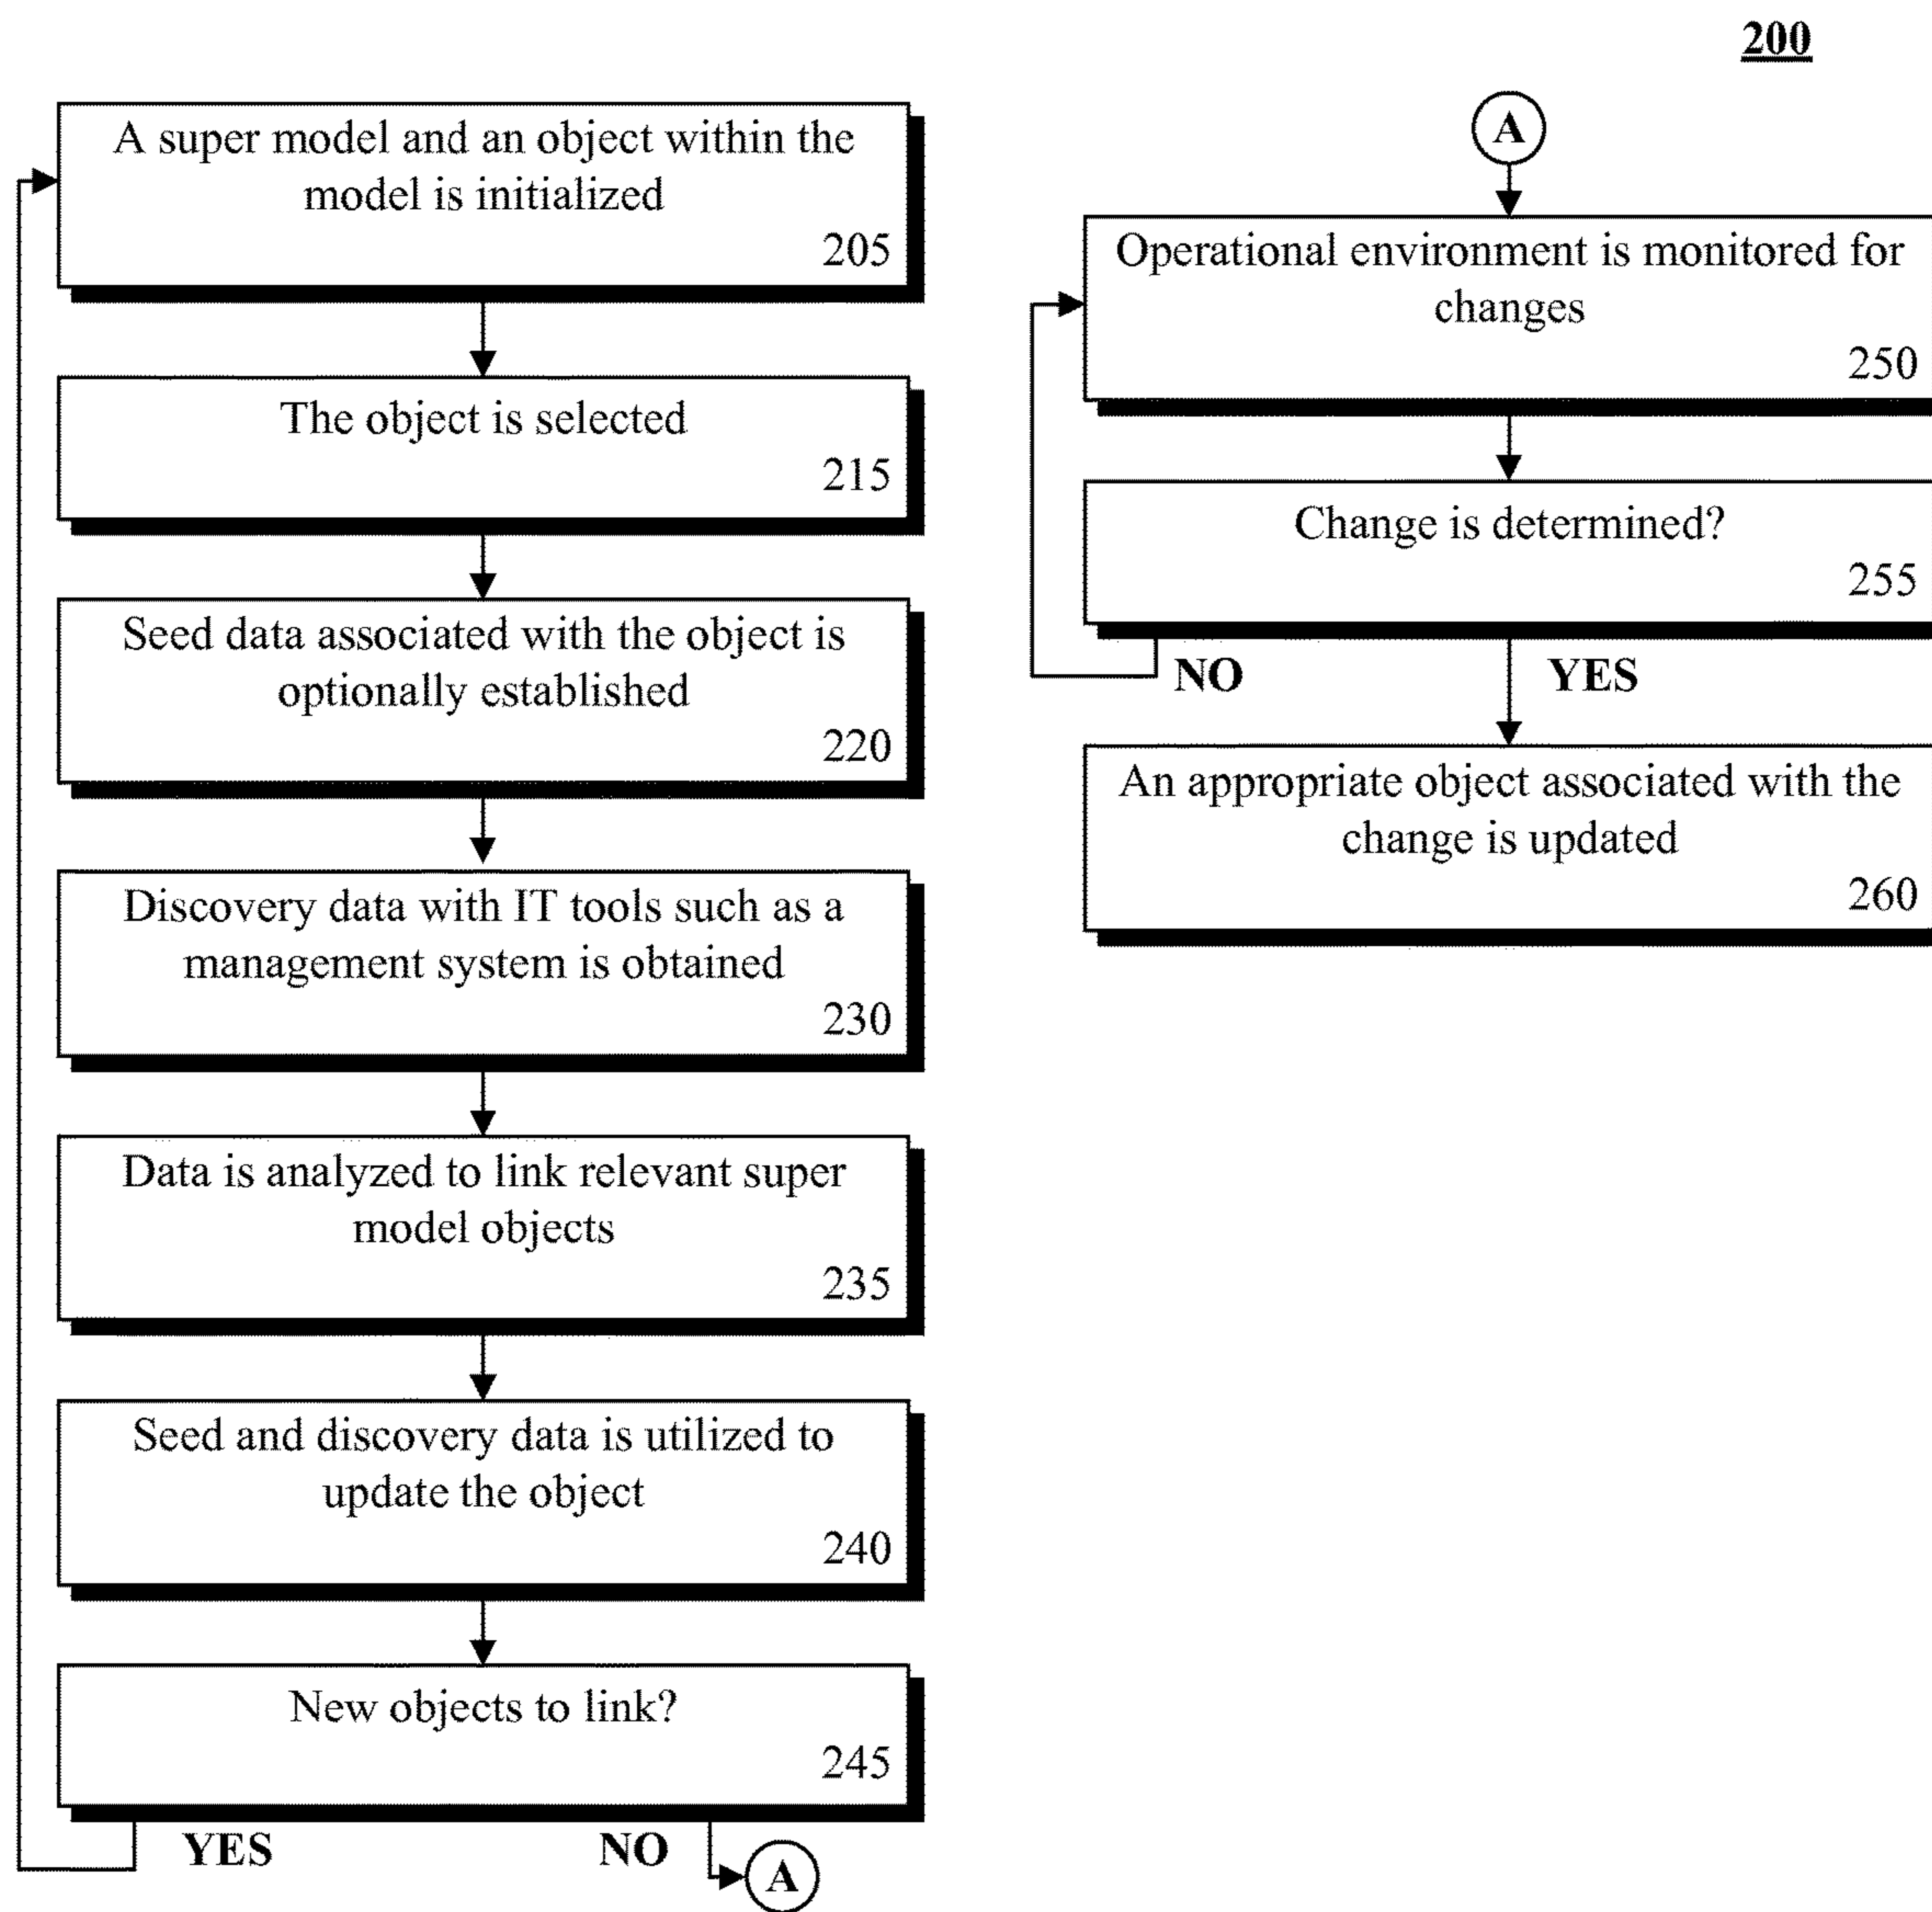 200
A super model and an object within the
model is initialized
205
The object is selected
215
Seed data associated with the object is
optionally established
220
Discovery data with IT tools such as a
management system is obtained
230
Data is analyzed to link relevant super
model objects
235
Seed and discovery data is utilized to
update the object
240
New objects to link?
245
YES
NO
A
A
Operational environment is monitored for
changes
250
Change is determined?
255
NO
YES
An appropriate object associated with the
change is updated
260